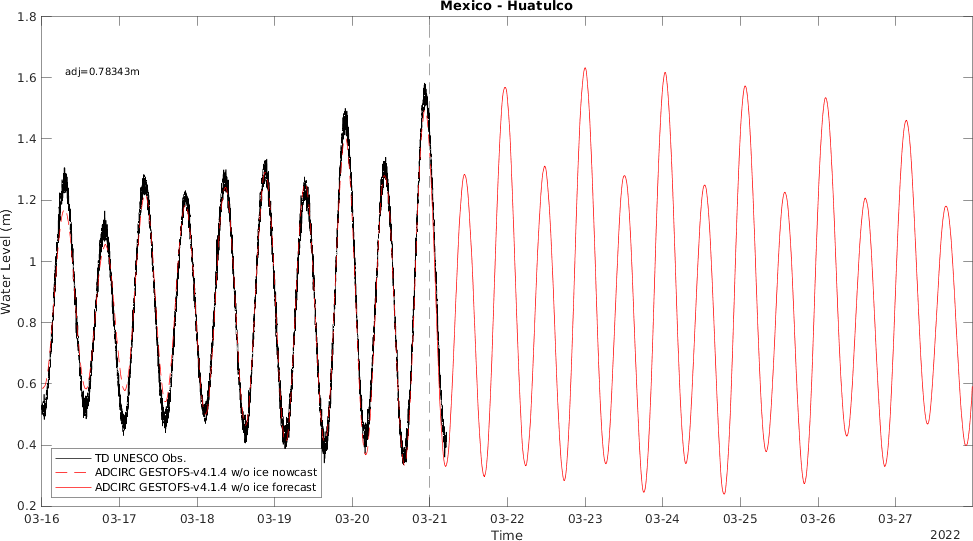 Mexico - Huatulco
1.8
1.6
1.4
1.2
1
0.8
0.6
0.4
0.2
Water Level (m)
adj=0.78343m
TD UNESCO Obs.
ADCIRC GESTOFS-v4.1.4 w/o ice nowcast
ADCIRC GESTOFS-v4.1.4 w/o ice forecast
03-16 03-17 03-18 03-19 03-20 03-21 03-22 03-23 03-24 03-25 03-26 03-27
Time
2022